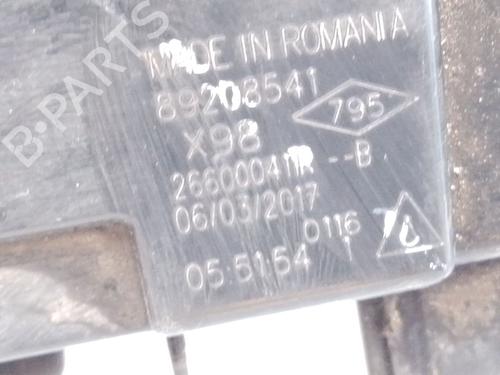 MADE IN ROMANIA
89208541
795
X98
266000411R --B
06/03/2017
0116
05:51:54
B-PARTS